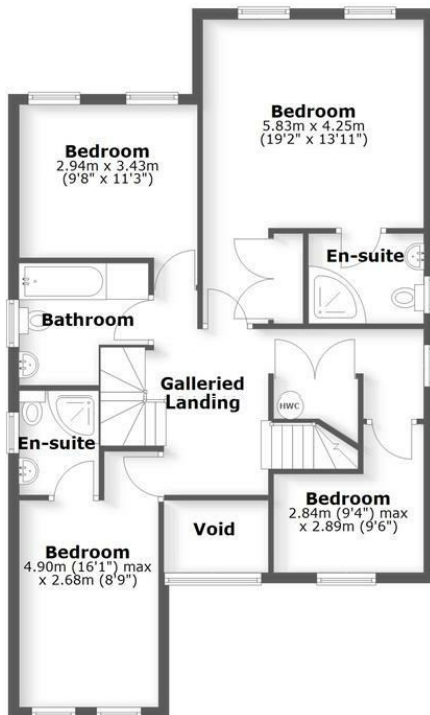 Bedroom
5.83m x 4.25m
(19'2" x 13'11")
Bedroom
2.94m x 3.43m
(9'8" x 11'3")
En-suite
Bathroom
Galleried
Landing
HWC
En-suite
Bedroom
2.84m (9'4") max
x 2.89m (9'6")
Void
Bedroom
4.90m (16'1") max
x 2.68m (8'9")